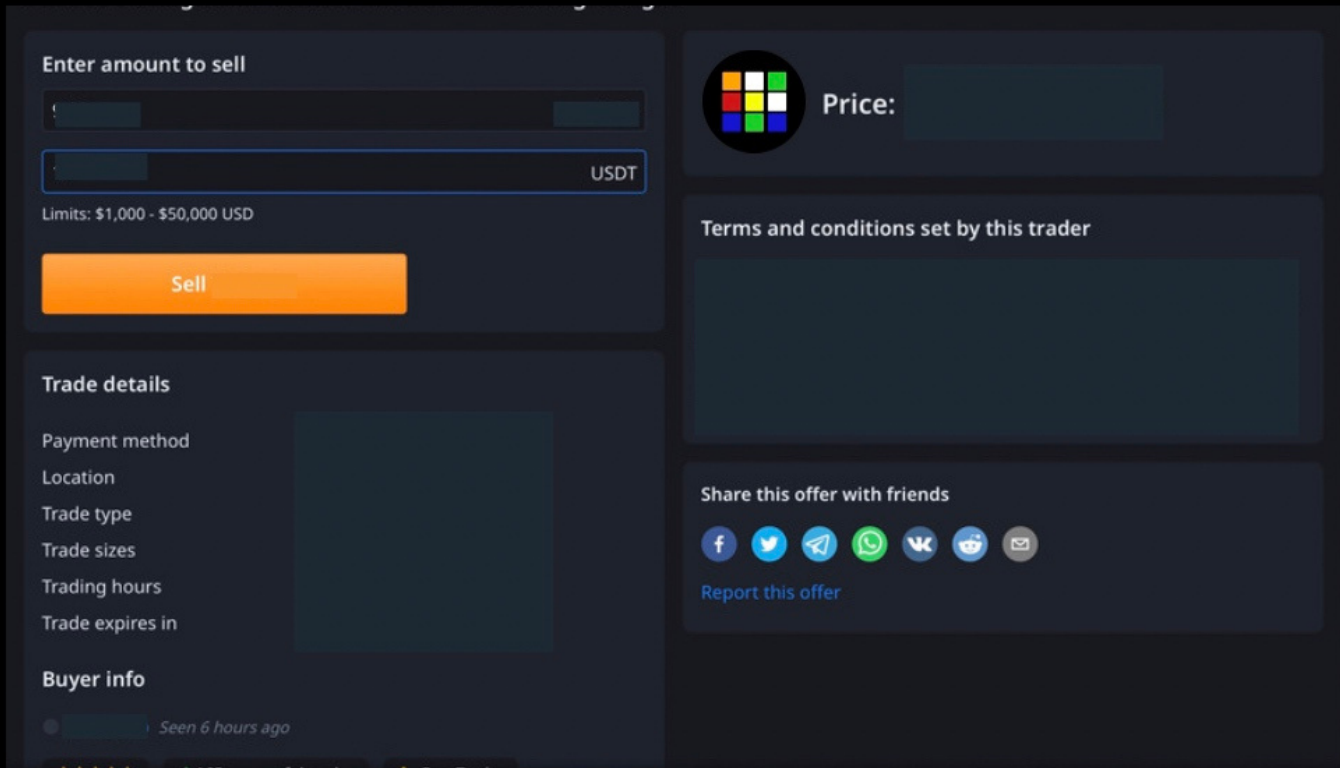 Enter amount to sell
USDT
Limits: $1,000 - $50,000 USD
Sell
Trade details
Payment method
Location
Trade type
Trade sizes
Trading hours
Trade expires in
Buyer info
Seen 6 hours ago
Price:
Terms and conditions set by this trader
Share this offer with friends
Report this offer